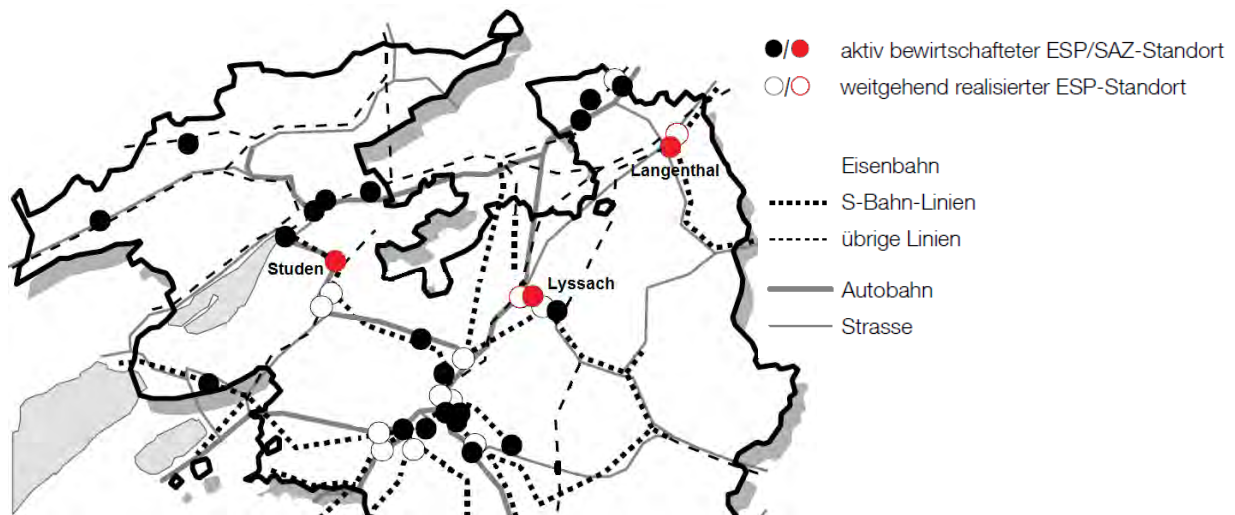 aktiv bewirtschafteter ESP/SAZ-Standort
weitgehend realisierter ESP-Standort
Langenthal
Eisenbahn
S-Bahn-Linien
übrige Linien
Studen
Lyssach
Autobahn
Strasse